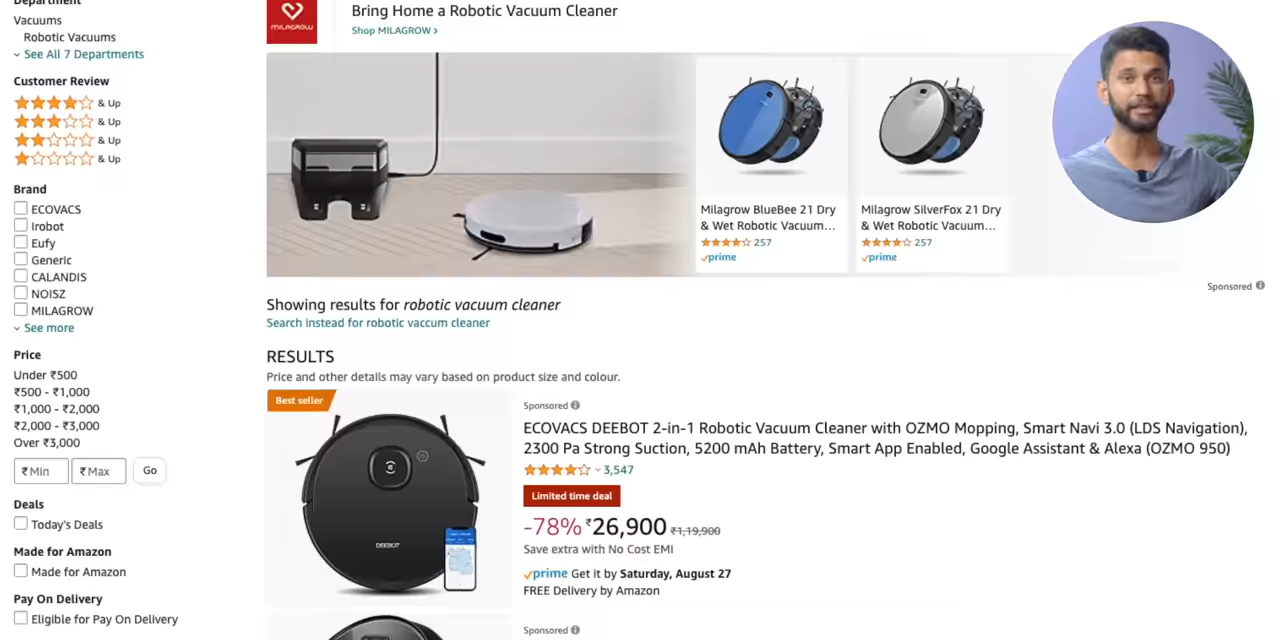 Department
Vacuums
Robotic Vacuums
See All 7 Departments
Customer Review
& Up
& Up
& Up
& Up
Brand
ECOVACS
Irobot
Eufy
Generic
CALANDIS
NOISZ
MILAGROW
See more
Price
Under ₹500
₹500 - ₹1,000
₹1,000 - ₹2,000
₹2,000 - ₹3,000
Over ₹3,000
₹ Min ₹ Max Go
Deals
Today's Deals
Made for Amazon
Made for Amazon
Pay On Delivery
Eligible for Pay On Delivery
MILAGROW
Bring Home a Robotic Vacuum Cleaner
Shop MILAGROW ›
Milagrow BlueBee 21 Dry
& Wet Robotic Vacuum...
257
prime
Milagrow SilverFox 21 Dry
& Wet Robotic Vacuum...
257
prime
Sponsored
Showing results for robotic vacuum cleaner
Search instead for robotic vaccum cleaner
RESULTS
Price and other details may vary based on product size and colour.
Best seller
DEEBOT
Sponsored
ECOVACS DEEBOT 2-in-1 Robotic Vacuum Cleaner with OZMO Mopping, Smart Navi 3.0 (LDS Navigation),
2300 Pa Strong Suction, 5200 mAh Battery, Smart App Enabled, Google Assistant & Alexa (OZMO 950)
3,547
Limited time deal
-78% ₹26,900 ₹1,19,900
Save extra with No Cost EMI
prime Get it by Saturday, August 27
FREE Delivery by Amazon
Sponsored